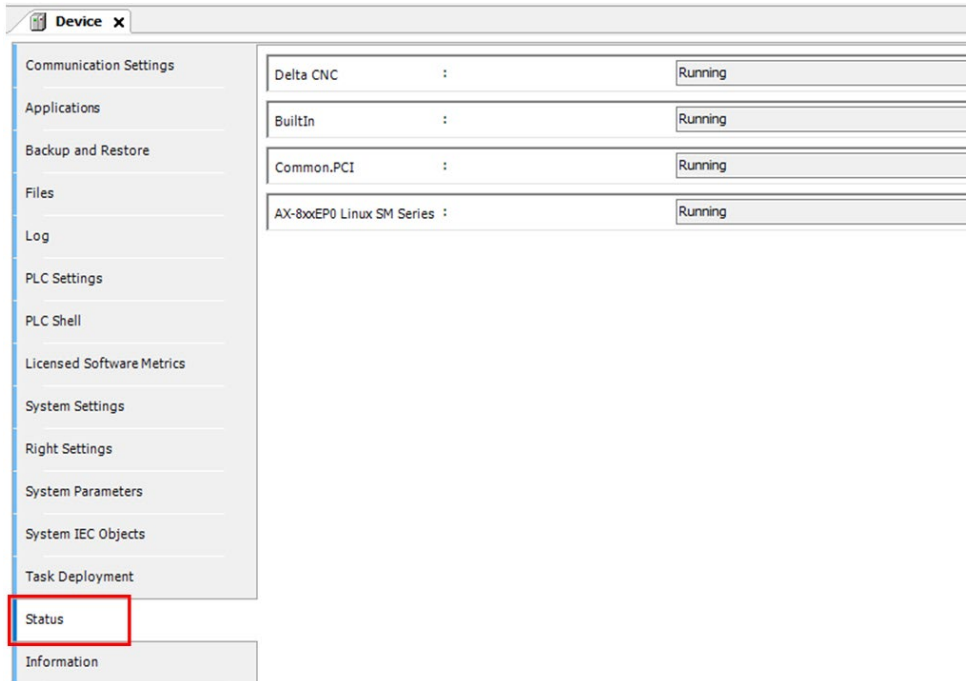 Device X
Communication Settings
Applications
Backup and Restore
Files
Log
PLC Settings
PLC Shell
Licensed Software Metrics
System Settings
Right Settings
System Parameters
System IEC Objects
Task Deployment
Status
Information
Delta CNC : Running
BuiltIn : Running
Common.PCI : Running
AX-8xxEP0 Linux SM Series : Running